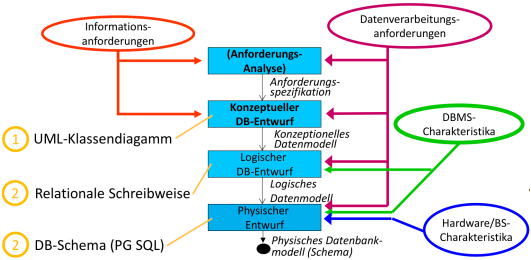 Informations-
anforderungen
Datenverarbeitungs-
anforderungen
(Anforderungs-
Analyse)
Anforderungs-
spezifikation
Konzeptueller
DB-Entwurf
Konzeptionelles
Datenmodell
DBMS-
Charakteristika
1 UML-Klassendiagamm
Logischer
DB-Entwurf
Logisches
Datenmodell
2 Relationale Schreibweise
Physischer
Entwurf
Hardware/BS-
Charakteristika
2 DB-Schema (PG SQL)
Physisches Datenbank-
modell (Schema)